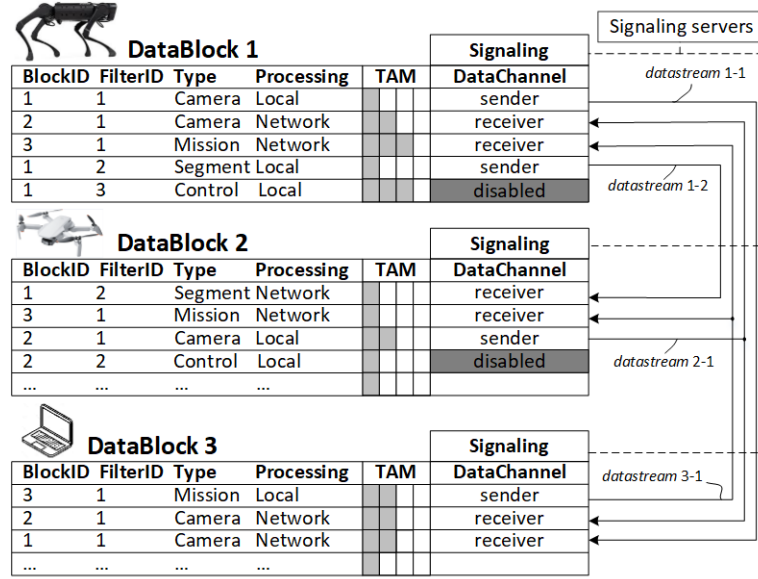 DataBlock 1
Signaling
Signaling servers
BlockID FilterID Type Processing TAM DataChannel
datastream 1-1
1 1 Camera Local sender
2 1 Camera Network receiver
3 1 Mission Network receiver
1 2 Segment Local sender
datastream 1-2
1 3 Control Local disabled
DataBlock 2
Signaling
BlockID FilterID Type Processing TAM DataChannel
1 2 Segment Network receiver
3 1 Mission Network receiver
2 1 Camera Local sender
datastream 2-1
2 2 Control Local disabled
... ... ... ...
DataBlock 3
Signaling
BlockID FilterID Type Processing TAM DataChannel
datastream 3-1
3 1 Mission Local sender
2 1 Camera Network receiver
1 1 Camera Network receiver
... ... ... ...